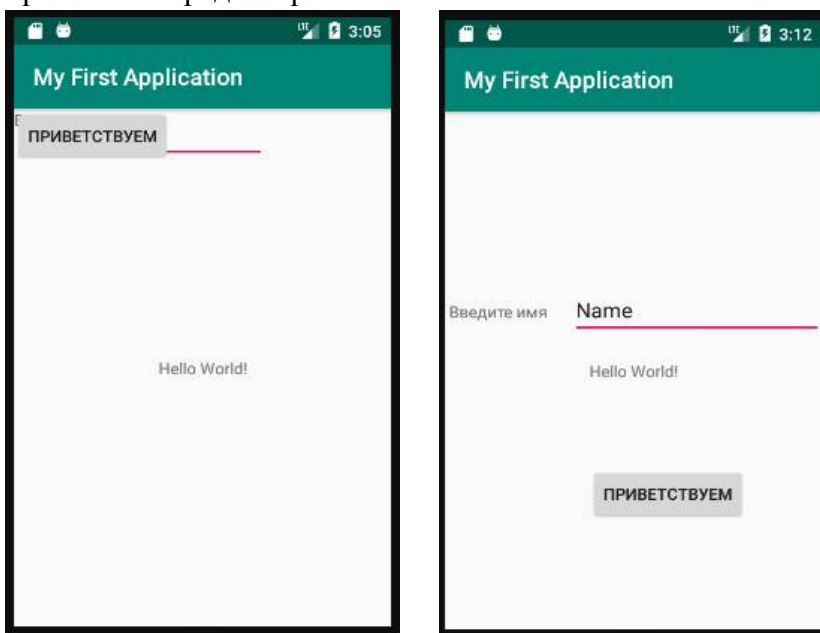 3:05
My First Application
ПРИВЕТСТВУЕМ
Hello World!
3:12
My First Application
Введите имя Name
Hello World!
ПРИВЕТСТВУЕМ